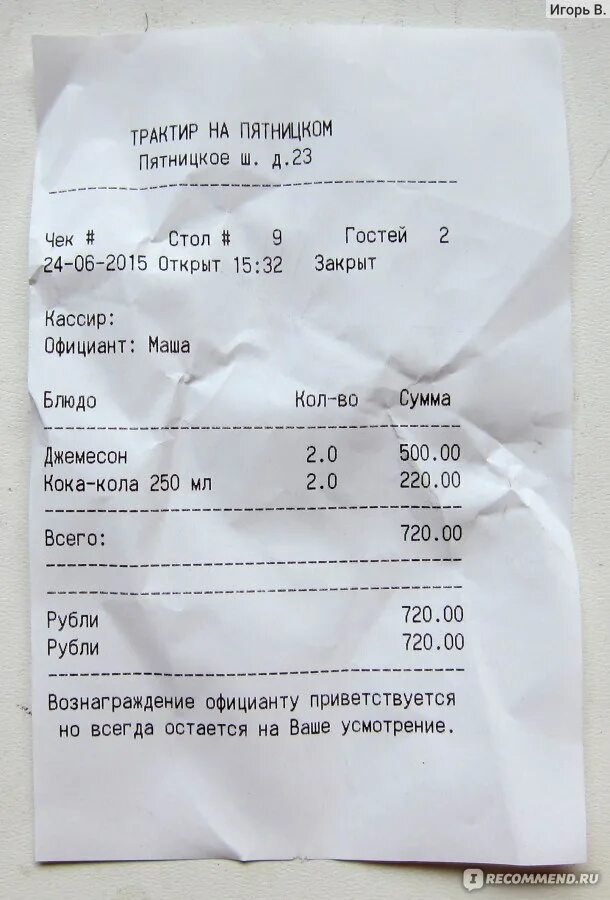 Игорь В.
ТРАКТИР НА ПЯТНИЦКОМ
Пятницкое ш. д.23
Чек # Стол # 9 Гостей 2
24-06-2015 Открыт 15:32 Закрыт
Кассир:
Официант: Маша
Блюдо Кол-во Сумма
Джемесон 2.0 500.00
Кока-кола 250 мл 2.0 220.00
Всего: 720.00
Рубли 720.00
Рубли 720.00
Вознаграждение официанту приветствуется
но всегда остается на Ваше усмотрение.
IRECOMMEND.RU